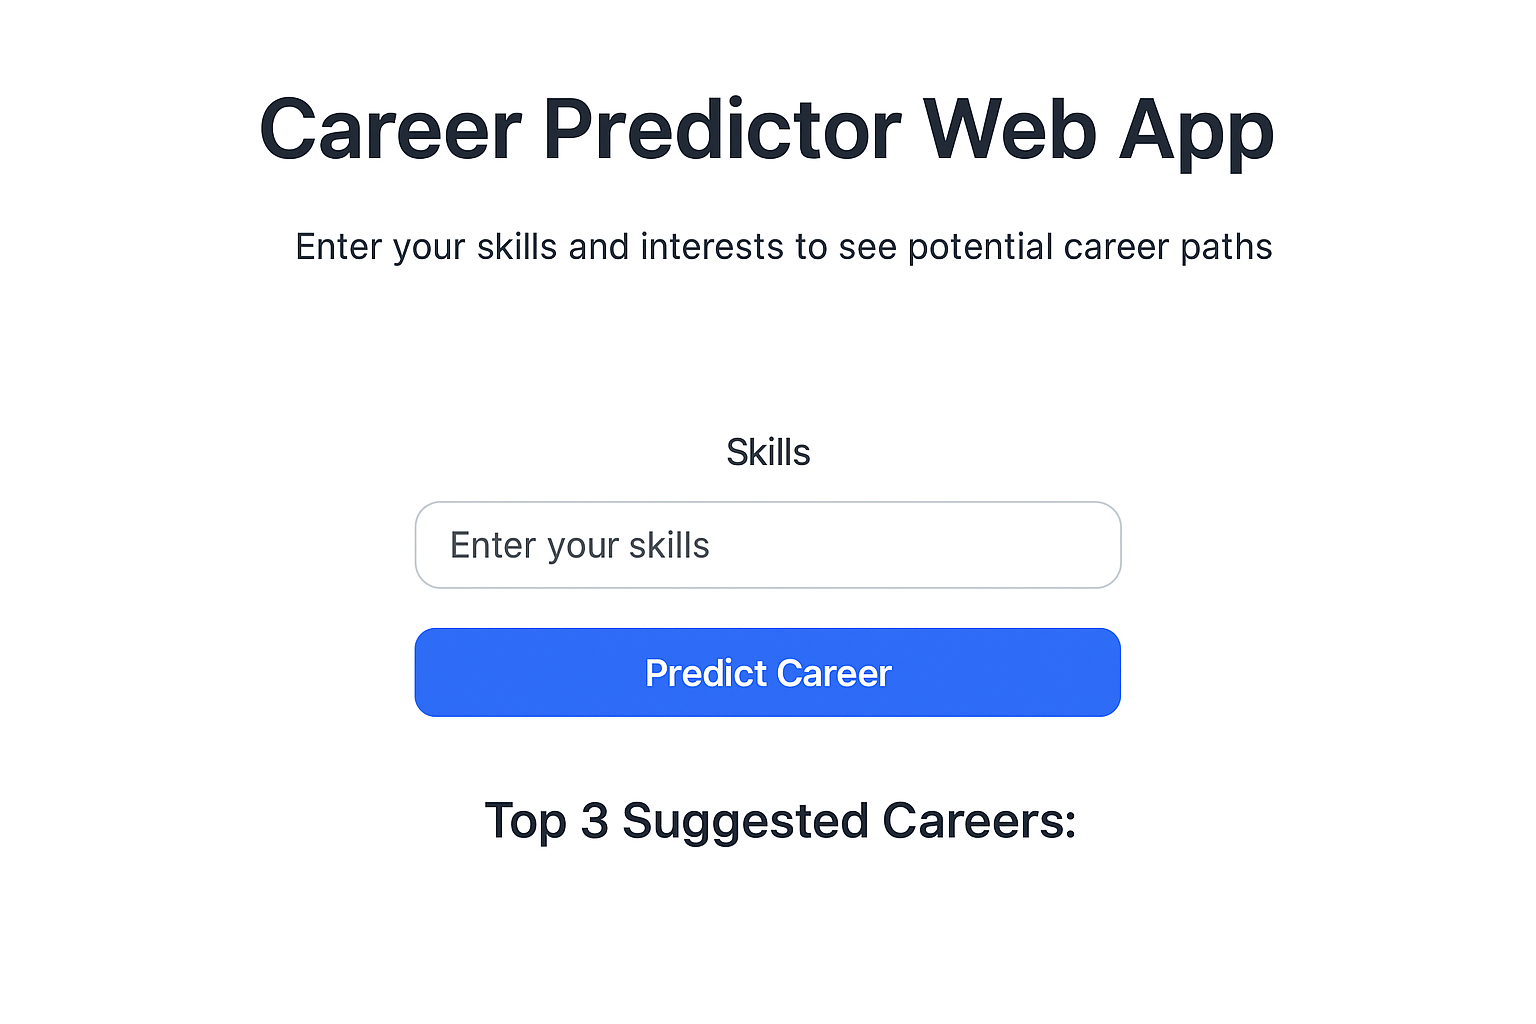 Career Predictor Web App
Enter your skills and interests to see potential career paths
Skills
Enter your skills
Predict Career
Top 3 Suggested Careers: